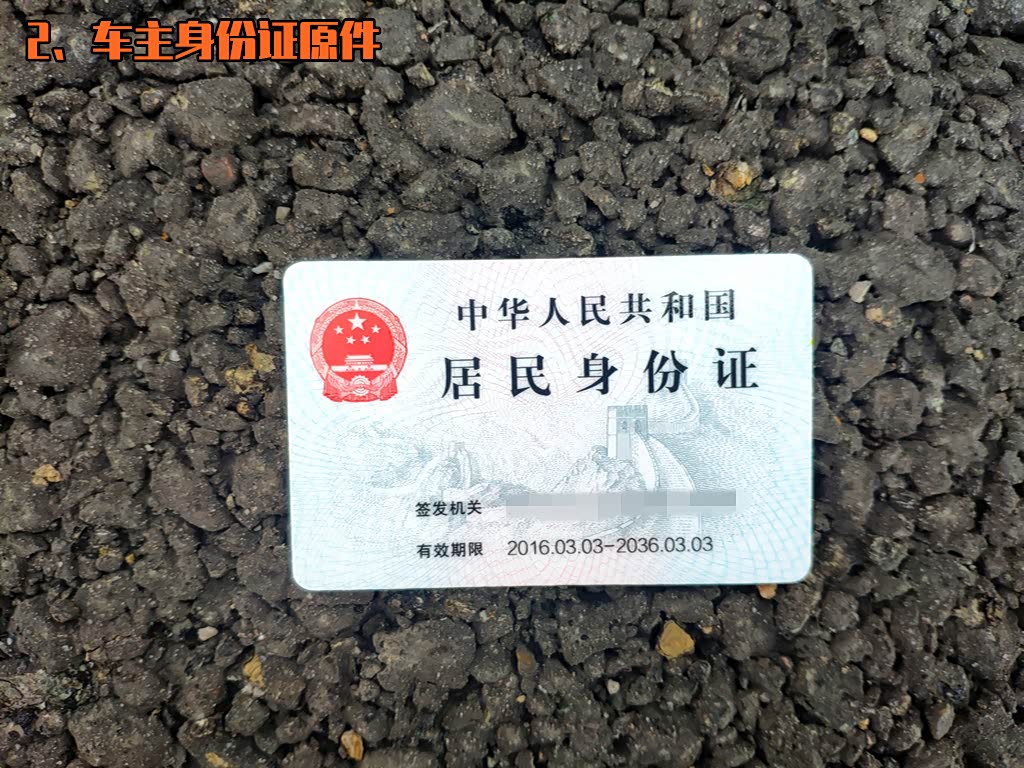 2、车主身份证原件
中华人民共和国
居民身份证
签发机关
有效期限 2016.03.03-2036.03.03